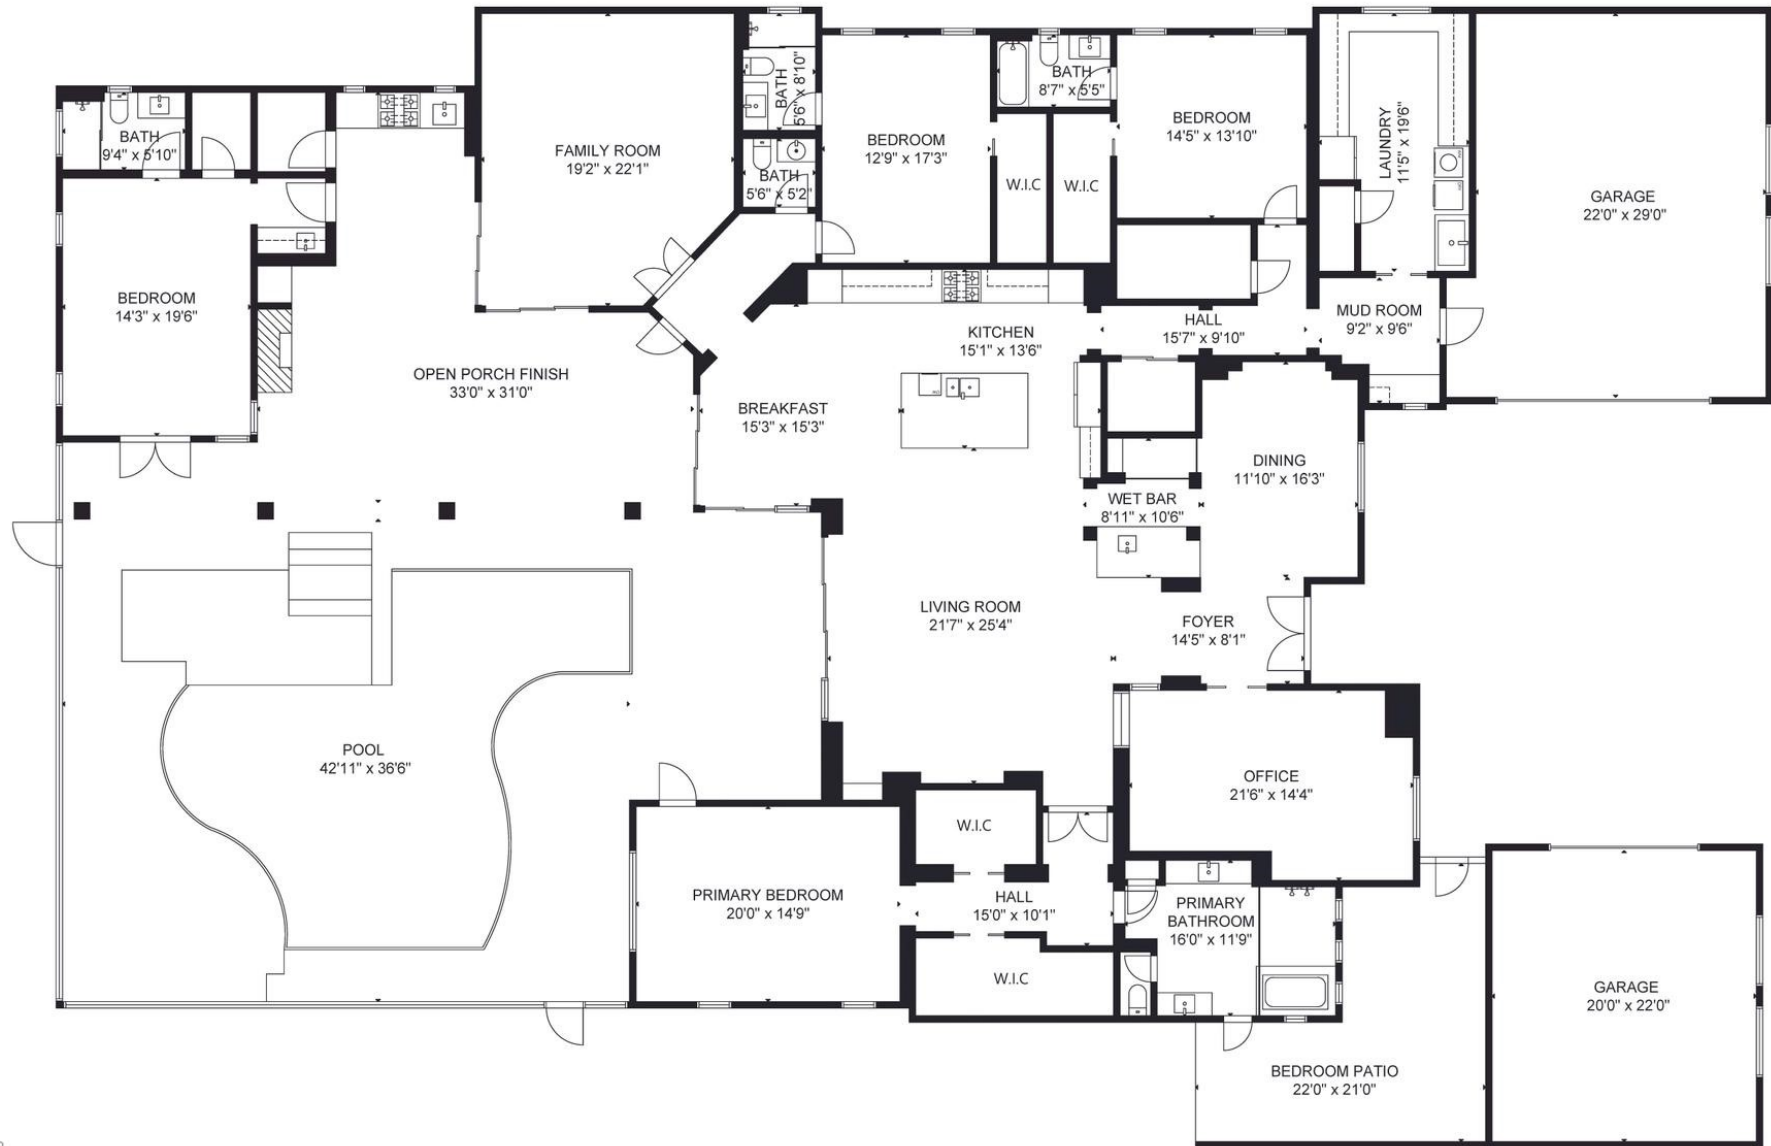 BATH
9'4" x 5'10"
FAMILY ROOM
19'2" x 22'1"
BATH
5'6" x 8'10"
BATH
5'6" x 5'2"
BEDROOM
12'9" x 17'3"
W.I.C
W.I.C
BATH
8'7" x 5'5"
BEDROOM
14'5" x 13'10"
LAUNDRY
11'5" x 19'6"
GARAGE
22'0" x 29'0"
BEDROOM
14'3" x 19'6"
OPEN PORCH FINISH
33'0" x 31'0"
KITCHEN
15'1" x 13'6"
HALL
15'7" x 9'10"
MUD ROOM
9'2" x 9'6"
BREAKFAST
15'3" x 15'3"
DINING
11'10" x 16'3"
WET BAR
8'11" x 10'6"
LIVING ROOM
21'7" x 25'4"
FOYER
14'5" x 8'1"
POOL
42'11" x 36'6"
OFFICE
21'6" x 14'4"
W.I.C
PRIMARY BEDROOM
20'0" x 14'9"
HALL
15'0" x 10'1"
PRIMARY
BATHROOM
16'0" x 11'9"
W.I.C
GARAGE
20'0" x 22'0"
BEDROOM PATIO
22'0" x 21'0"